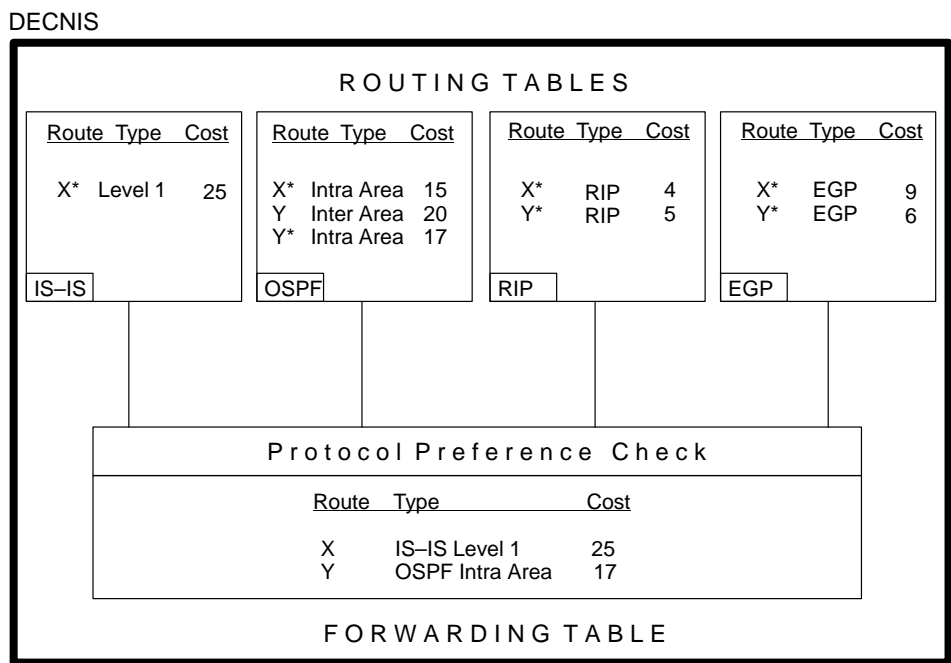 DECNIS
ROUTING TABLES
Route Type Cost
X* Level 1 25
IS–IS
Route Type Cost
X* Intra Area 15
Y Inter Area 20
Y* Intra Area 17
OSPF
Route Type Cost
X* RIP 4
Y* RIP 5
RIP
Route Type Cost
X* EGP 9
Y* EGP 6
EGP
Protocol Preference Check
Route Type Cost
X IS–IS Level 1 25
Y OSPF Intra Area 17
FORWARDING TABLE